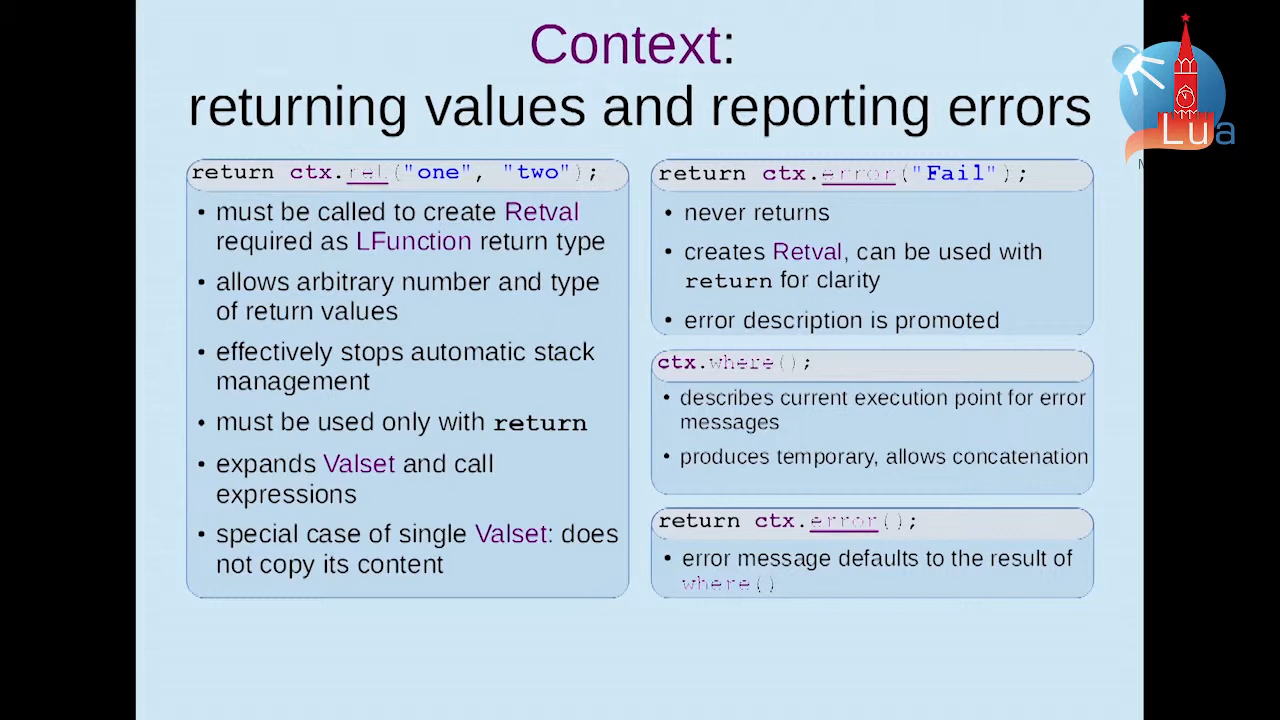 Context:
returning values and reporting errors
return ctx.ret("one", "two");
• must be called to create Retval
required as LFunction return type
• allows arbitrary number and type
of return values
• effectively stops automatic stack
management
• must be used only with return
• expands Valset and call
expressions
• special case of single Valset: does
not copy its content
return ctx.error("Fail");
• never returns
• creates Retval, can be used with
return for clarity
• error description is promoted
ctx.where();
• describes current execution point for error
messages
• produces temporary, allows concatenation
return ctx.error();
• error message defaults to the result of
where()
Lua